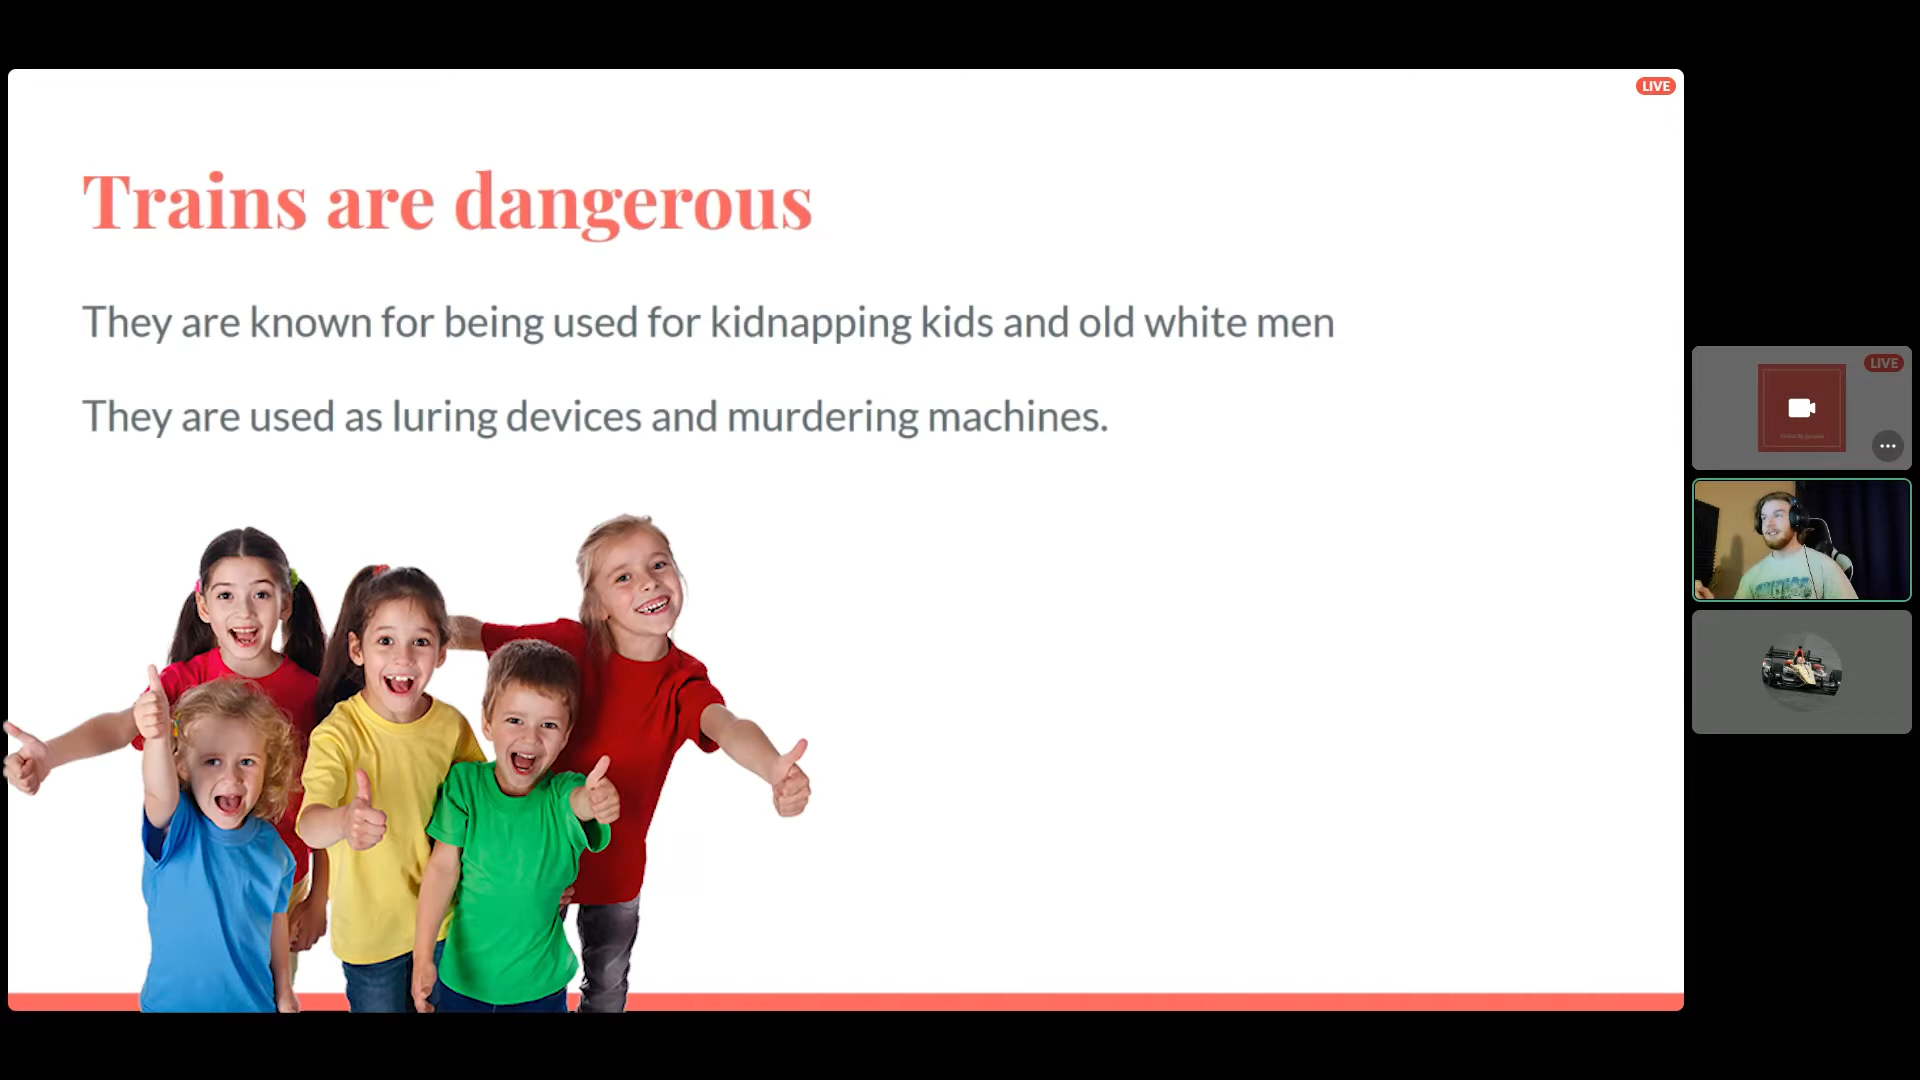 LIVE
Trains are dangerous
They are known for being used for kidnapping kids and old white men
They are used as luring devices and murdering machines.
LIVE